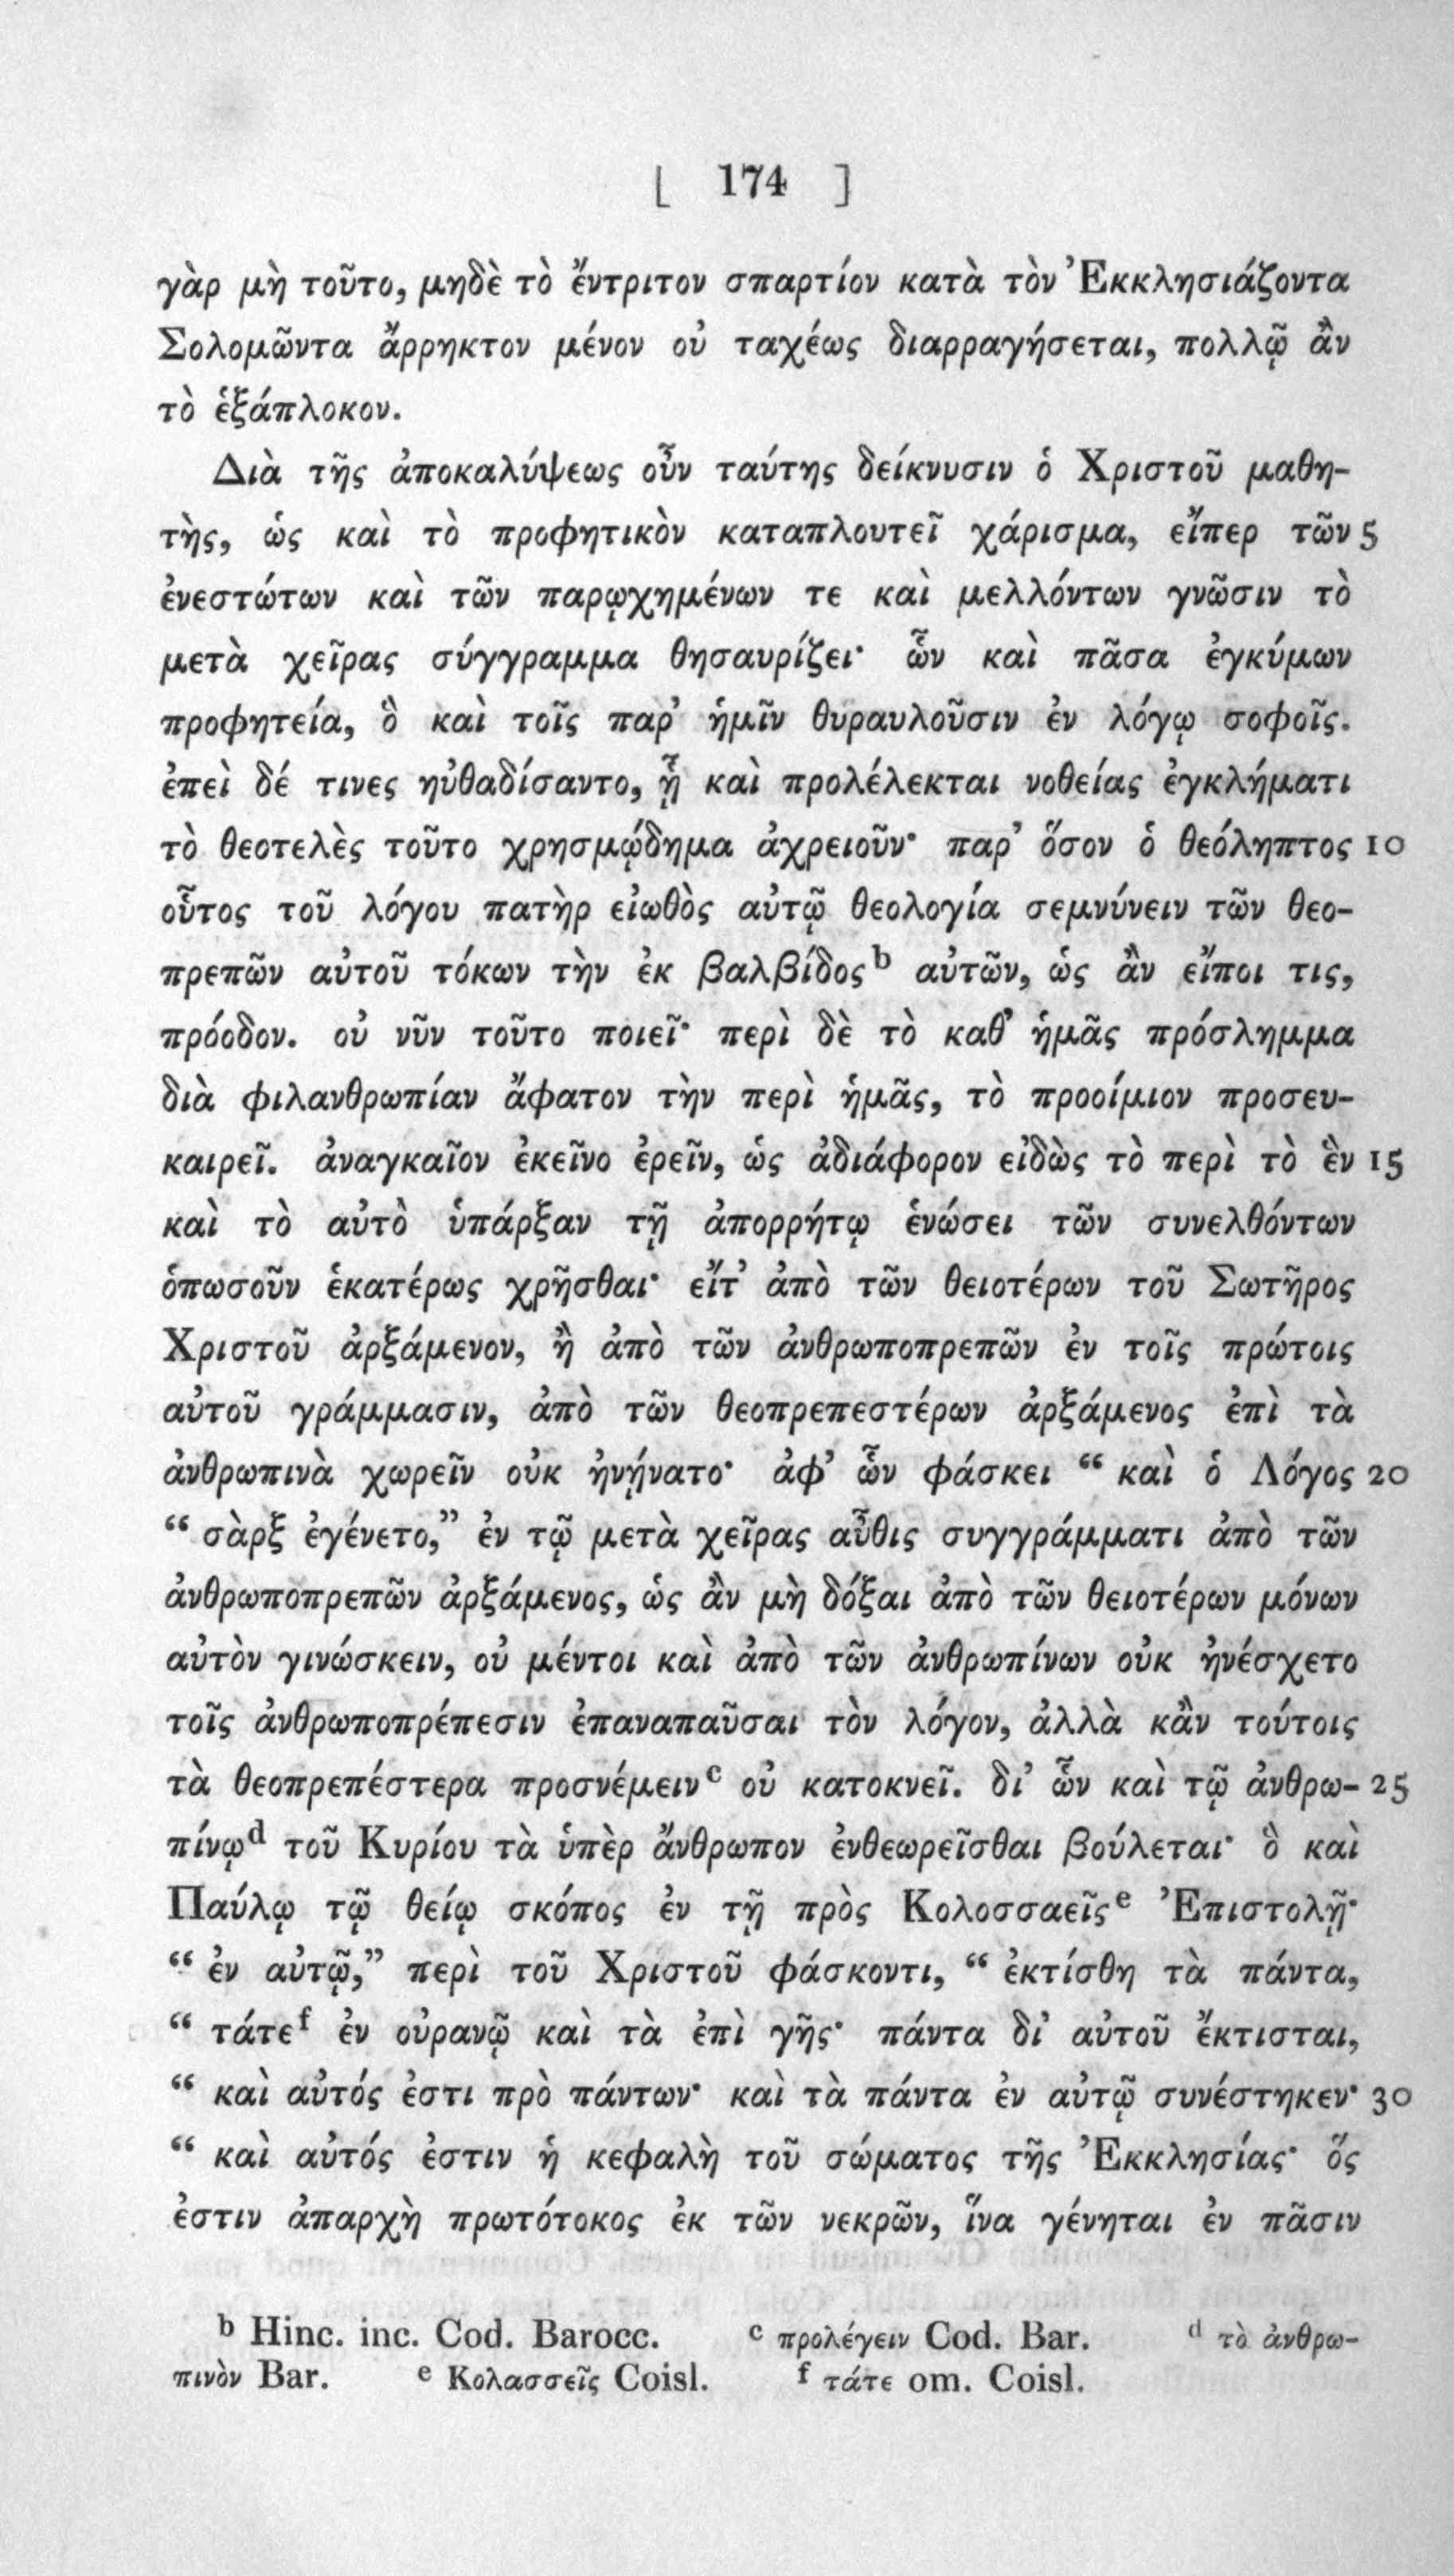 [ 174 ]
γὰρ μὴ τοῦτο, μηδὲ τὸ ἔντριτον σπαρτίον κατὰ τὸν Ἐκκλησιάζοντα
Σολομῶντα ἄρρηκτον μένον οὐ ταχέως διαρραγήσεται, πολλῷ ἂν
τὸ ἑξάπλοκον.
Διὰ τῆς ἀποκαλύψεως οὖν ταύτης δείκνυσιν ὁ Χριστοῦ μαθη-
τὴς, ὡς καὶ τὸ προφητικὸν καταπλουτεῖ χάρισμα, εἴπερ τῶν 5
ἐνεστώτων καὶ τῶν παρῳχημένων τε καὶ μελλόντων γνῶσιν τὸ
μετὰ χεῖρας σύγγραμμα θησαυρίζει· ὧν καὶ πᾶσα ἐγκύμων
προφητεία, ὃ καὶ τοῖς παρ' ἡμῖν θυραυλοῦσιν ἐν λόγῳ σοφοῖς.
ἐπεὶ δέ τινες ηὐθαδίσαντο, ᾗ καὶ προλέλεκται νοθείας ἐγκλήματι
τὸ θεοτελὲς τοῦτο χρησμῴδημα ἀχρειοῦν· παρ' ὅσον ὁ θεόληπτος 10
οὗτος τοῦ λόγου πατὴρ εἰωθὸς αὐτῷ θεολογία σεμνύνειν τῶν θεο-
πρεπῶν αὐτοῦ τόκων τὴν ἐκ βαλβίδος b αὐτῶν, ὡς ἂν εἴποι τις,
πρόοδον. οὐ νῦν τοῦτο ποιεῖ· περὶ δὲ τὸ καθ' ἡμᾶς πρόσλημμα
διὰ φιλανθρωπίαν ἄφατον τὴν περὶ ἡμᾶς, τὸ προοίμιον προσευ-
καιρεῖ. ἀναγκαῖον ἐκεῖνο ἐρεῖν, ὡς ἀδιάφορον εἰδὼς τὸ περὶ τὸ ἓν 15
καὶ τὸ αὐτὸ ὑπάρξαν τῇ ἀπορρήτῳ ἑνώσει τῶν συνελθόντων
ὁπωσοῦν ἑκατέρως χρῆσθαι· εἴτ' ἀπὸ τῶν θειοτέρων τοῦ Σωτῆρος
Χριστοῦ ἀρξάμενον, ἢ ἀπὸ τῶν ἀνθρωποπρεπῶν ἐν τοῖς πρώτοις
αὐτοῦ γράμμασιν, ἀπὸ τῶν θεοπρεπεστέρων ἀρξάμενος ἐπὶ τὰ
ἀνθρωπινὰ χωρεῖν οὐκ ἠνῄνατο· ἀφ' ὧν φάσκει “ καὶ ὁ Λόγος 20
“ σὰρξ ἐγένετο,” ἐν τῷ μετὰ χεῖρας αὖθις συγγράμματι ἀπὸ τῶν
ἀνθρωποπρεπῶν ἀρξάμενος, ὡς ἂν μὴ δόξαι ἀπὸ τῶν θειοτέρων μόνων
αὐτὸν γινώσκειν, οὐ μέντοι καὶ ἀπὸ τῶν ἀνθρωπίνων οὐκ ἠνέσχετο
τοῖς ἀνθρωποπρέπεσιν ἐπαναπαῦσαι τὸν λόγον, ἀλλὰ κἂν τούτοις
τὰ θεοπρεπέστερα προσνέμειν c οὐ κατοκνεῖ. δι' ὧν καὶ τῷ ἀνθρω- 25
πίνῳ d τοῦ Κυρίου τὰ ὑπὲρ ἄνθρωπον ἐνθεωρεῖσθαι βούλεται· ὃ καὶ
Παύλῳ τῷ θείῳ σκόπος ἐν τῇ πρὸς Κολοσσαεῖς e Ἐπιστολῇ·
“ ἐν αὐτῷ,” περὶ τοῦ Χριστοῦ φάσκοντι, “ ἐκτίσθη τὰ πάντα,
“ τάτε f ἐν οὐρανῷ καὶ τὰ ἐπὶ γῆς· πάντα δι' αὐτοῦ ἔκτισται,
“ καὶ αὐτός ἐστι πρὸ πάντων· καὶ τὰ πάντα ἐν αὐτῷ συνέστηκεν· 30
“ καὶ αὐτός ἐστιν ἡ κεφαλὴ τοῦ σώματος τῆς Ἐκκλησίας· ὅς
ἐστιν ἀπαρχὴ πρωτότοκος ἐκ τῶν νεκρῶν, ἵνα γένηται ἐν πᾶσιν
b Hinc. inc. Cod. Barocc. c προλέγειν Cod. Bar. d τὸ ἀνθρω-
πινὸν Bar. e Κολασσεῖς Coisl. f τάτε om. Coisl.